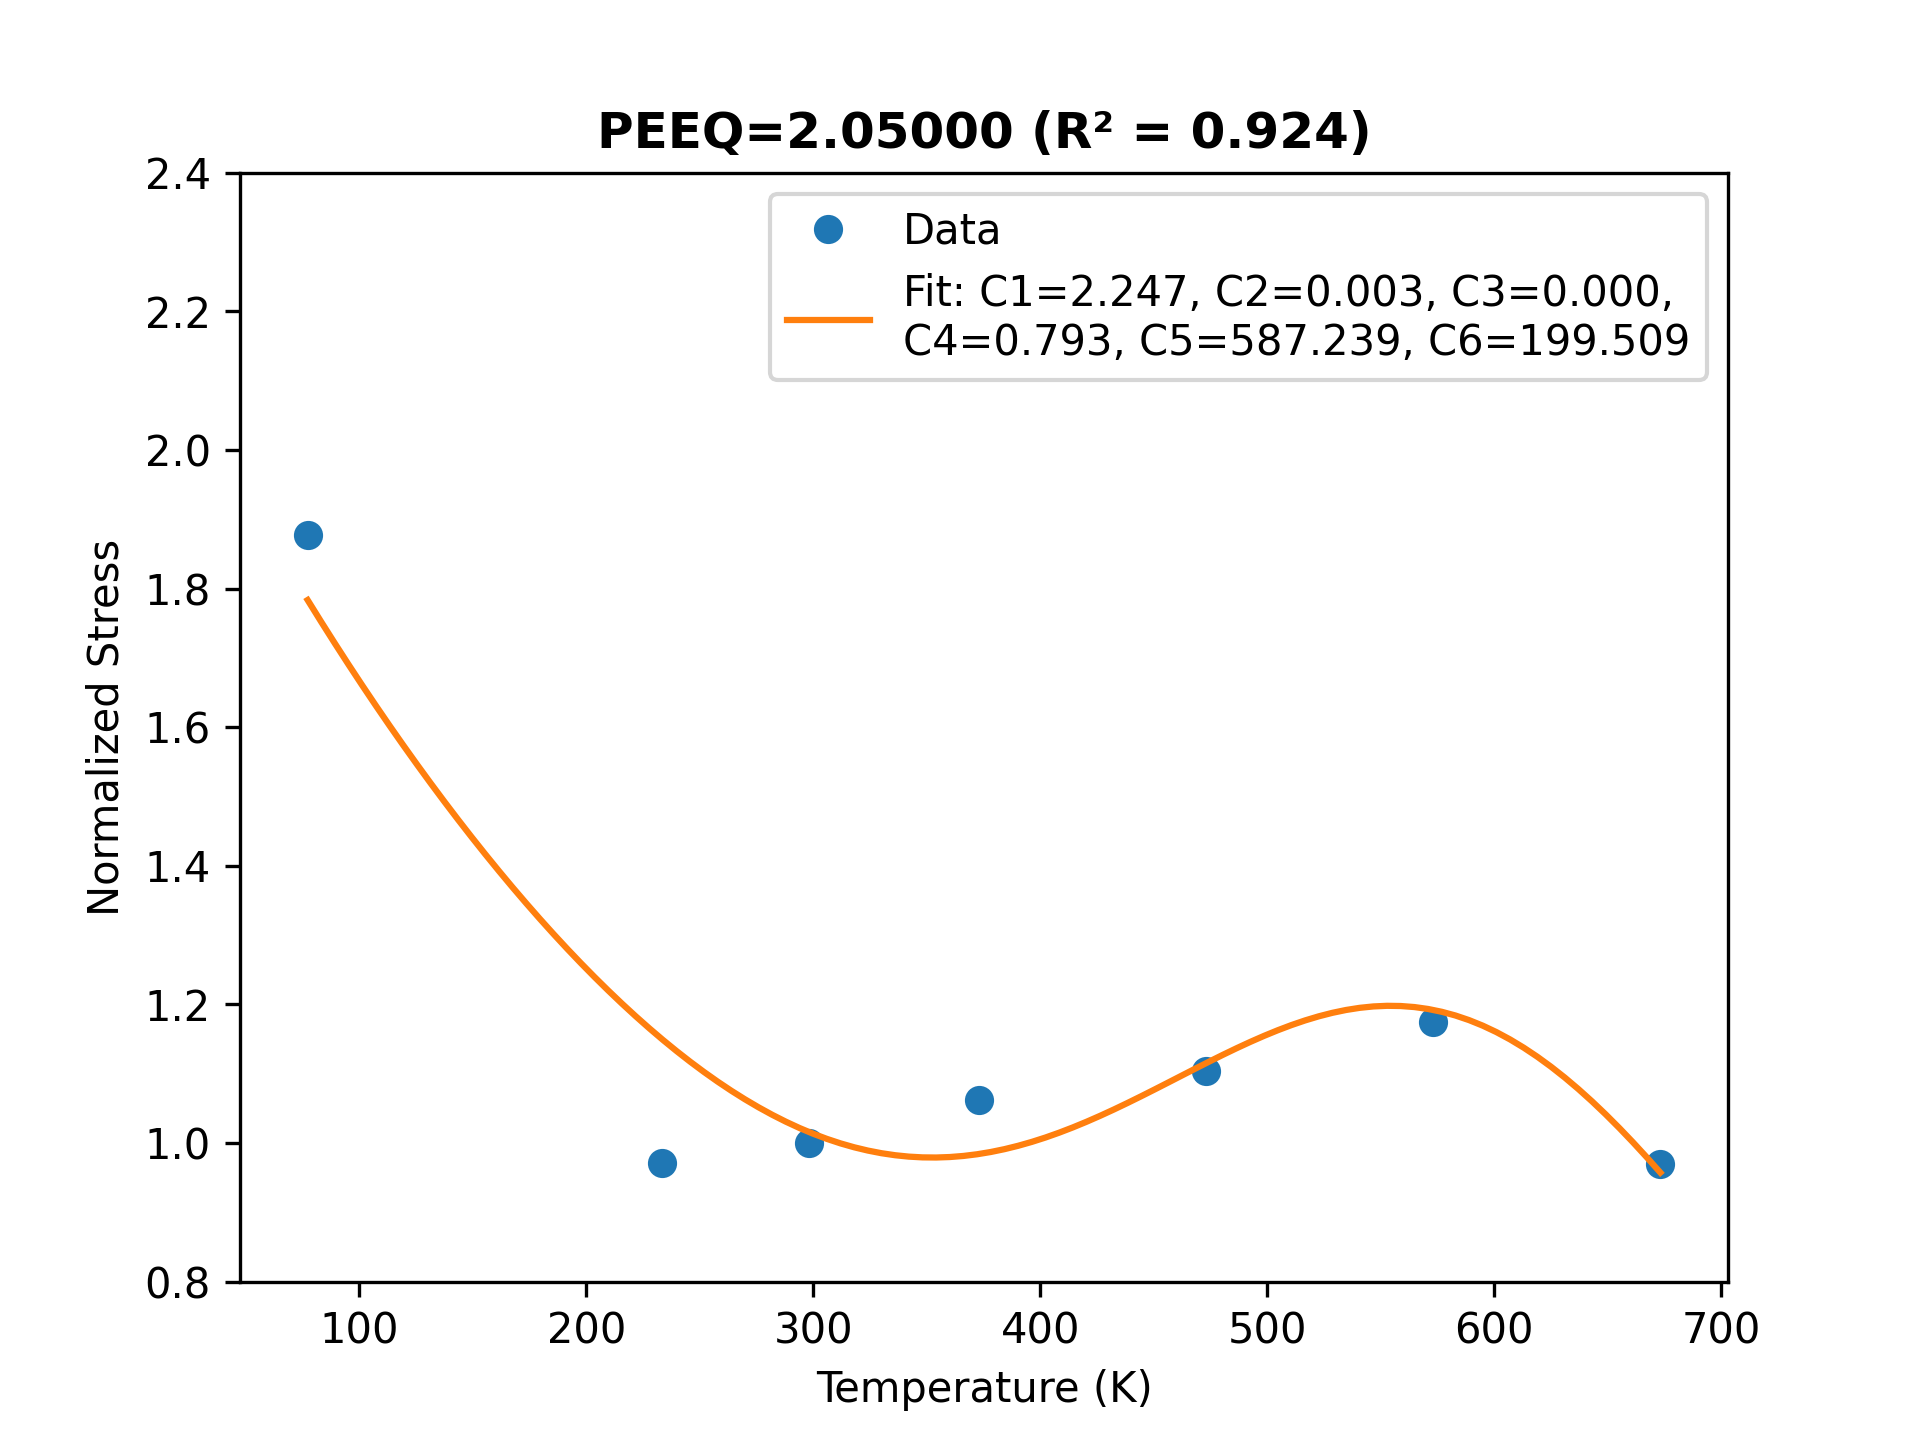 PEEQ=2.05000 (R² = 0.924)
Data
Fit: C1=2.247, C2=0.003, C3=0.000,
C4=0.793, C5=587.239, C6=199.509
Normalized Stress
2.4
2.2
2.0
1.8
1.6
1.4
1.2
1.0
0.8
100 200 300 400 500 600 700
Temperature (K)